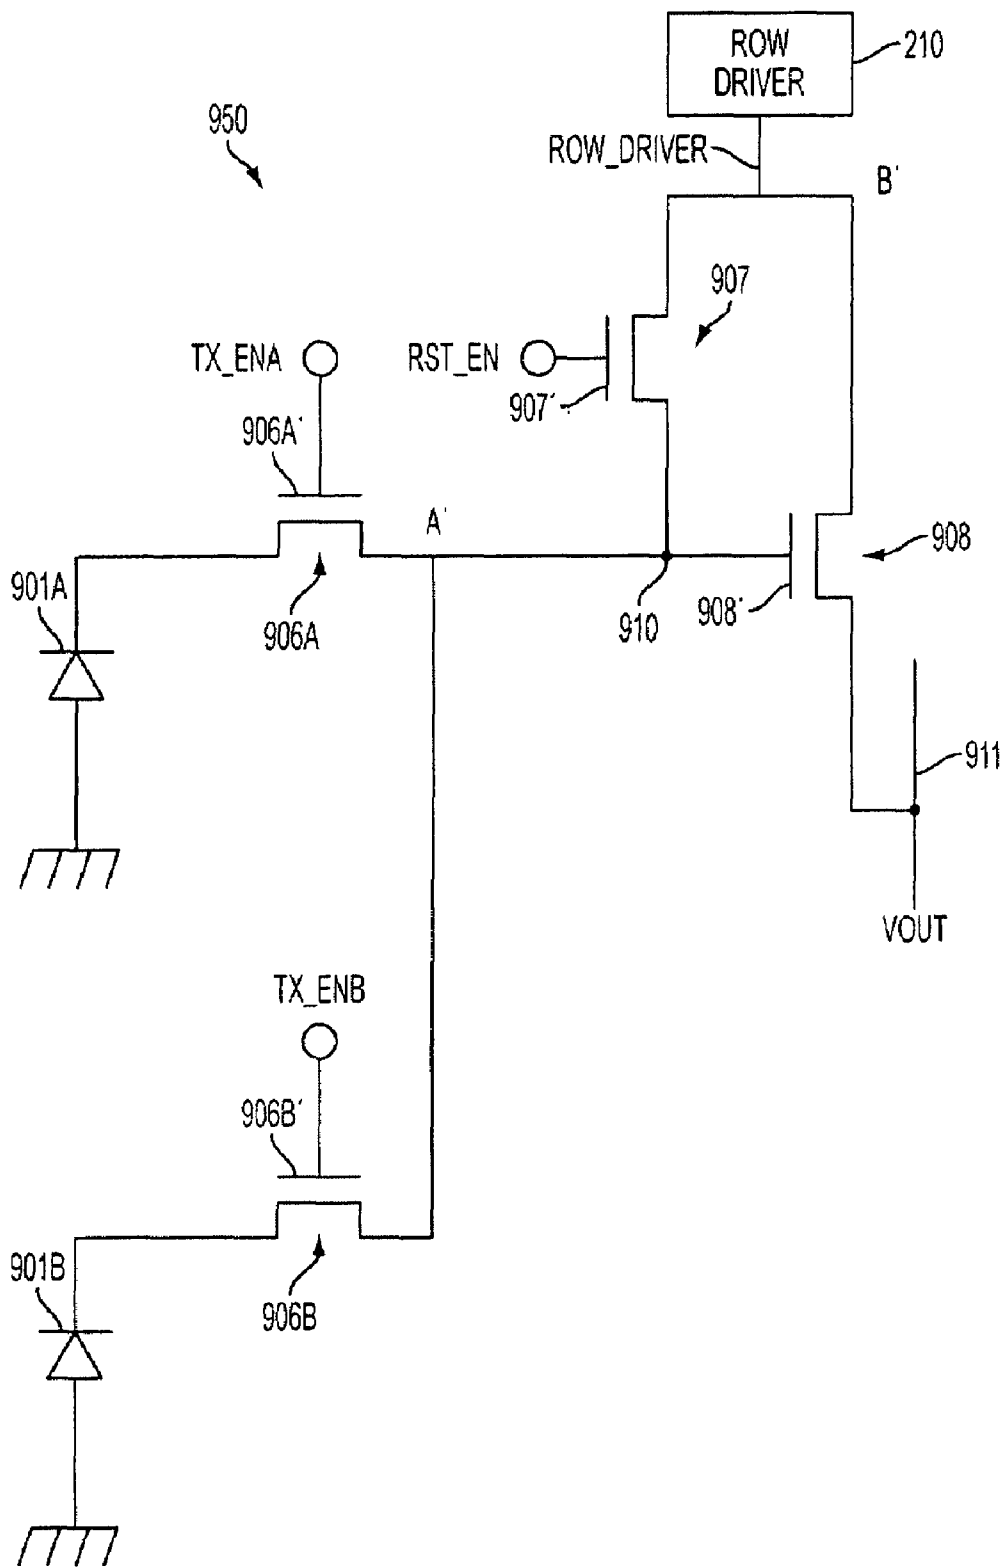 ROW
DRIVER
210
950
ROW_DRIVER
B'
907
TX_ENA
RST_EN
907'
906A'
A'
908
901A
906A
910
908'
911
VOUT
TX_ENB
906B'
901B
906B